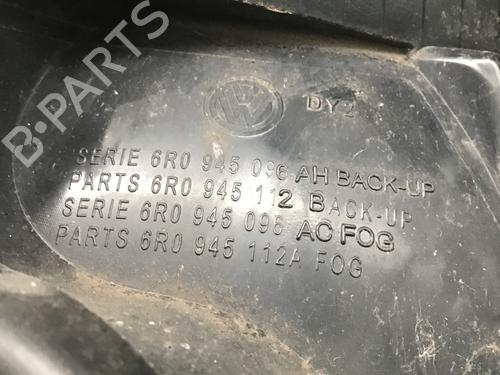 B-Parts
VW
DY2
SERIE 6R0 945 096 AH BACK-UP
PARTS 6R0 945 112 BACK-UP
SERIE 6R0 945 096 AC FOG
PARTS 6R0 945 112A FOG